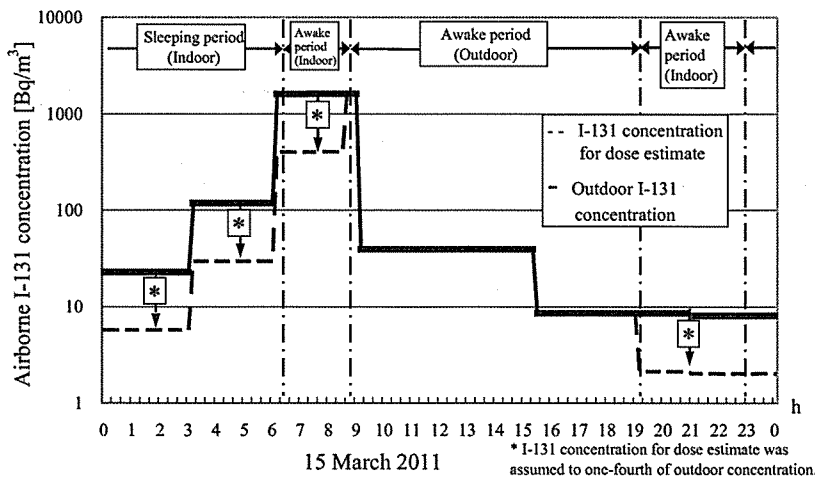 Airborne I-131 concentration [Bq/m³]
10000
1000
100
10
1
Sleeping period
(Indoor)
Awake
period
(Indoor)
Awake period
(Outdoor)
Awake
period
(Indoor)
*
*
*
*
-- I-131 concentration
for dose estimate
-- Outdoor I-131
concentration
h
0 1 2 3 4 5 6 7 8 9 10 11 12 13 14 15 16 17 18 19 20 21 22 23 0
15 March 2011
* I-131 concentration for dose estimate was
assumed to one-fourth of outdoor concentration.